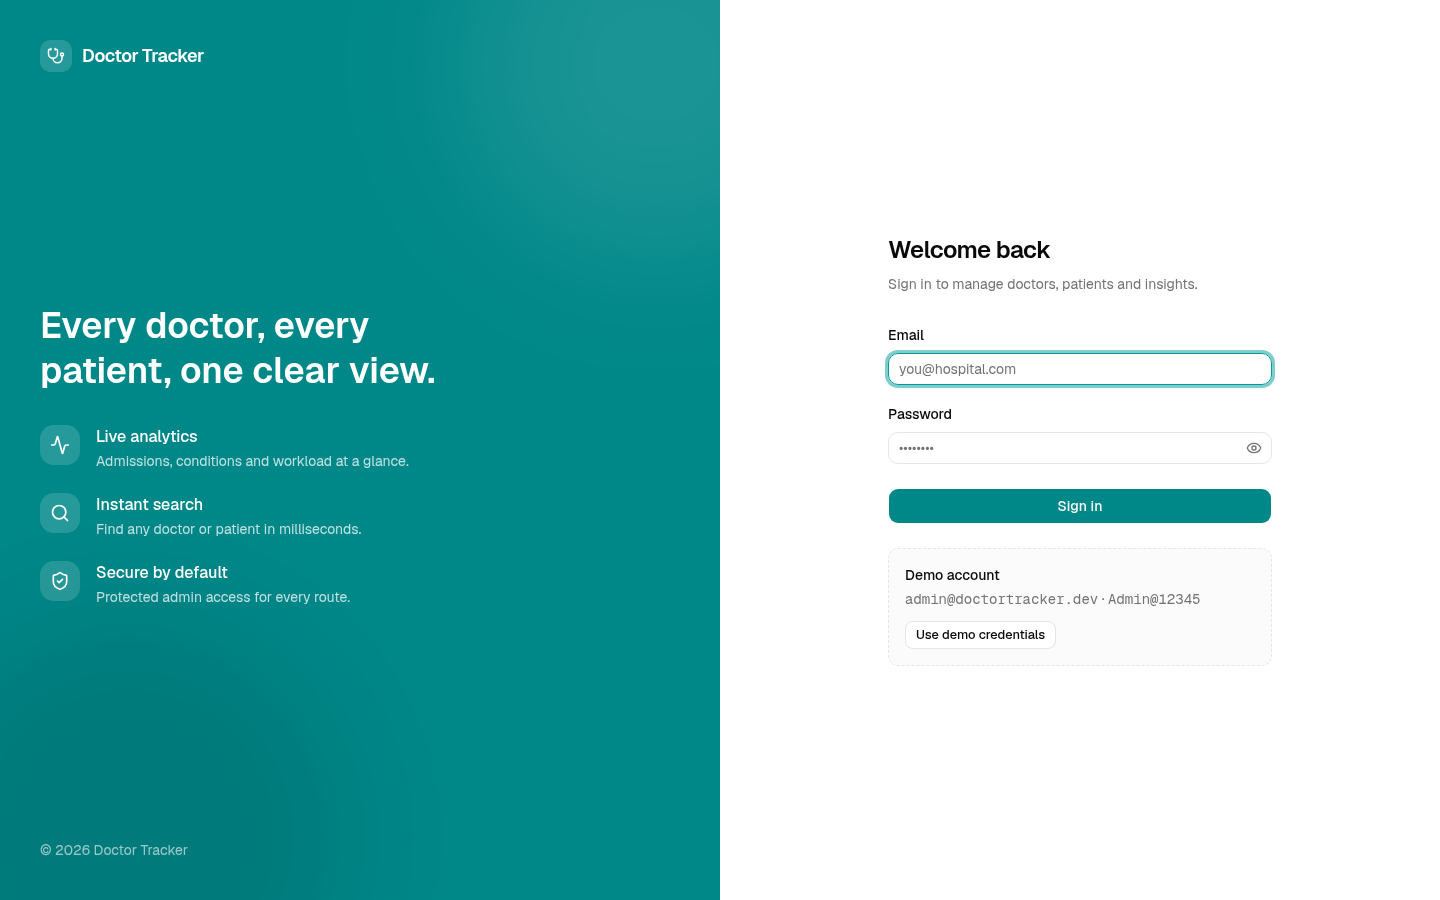 Doctor Tracker
Every doctor, every
patient, one clear view.
Live analytics
Admissions, conditions and workload at a glance.
Instant search
Find any doctor or patient in milliseconds.
Secure by default
Protected admin access for every route.
© 2026 Doctor Tracker
Welcome back
Sign in to manage doctors, patients and insights.
Email
you@hospital.com
Password
••••••••
Sign in
Demo account
admin@doctortracker.dev · Admin@12345
Use demo credentials